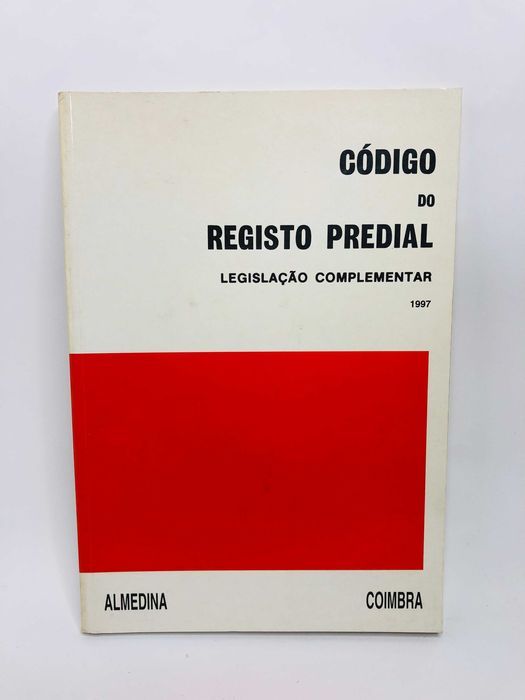 CÓDIGO
DO
REGISTO PREDIAL
LEGISLAÇÃO COMPLEMENTAR
1997
ALMEDINA COIMBRA